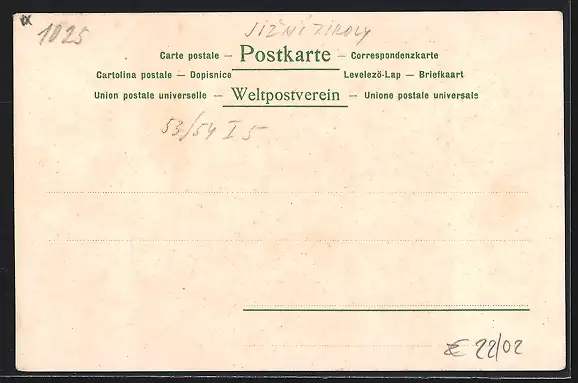 1025 JIŽNÍ TIROLY
Carte postale – Postkarte – Correspondenzkarte
Cartolina postale – Dopisnice Levelező-Lap – Briefkaart
Union postale universelle – Weltpostverein – Unione postale universale
53/54 I 5
€ 22/02